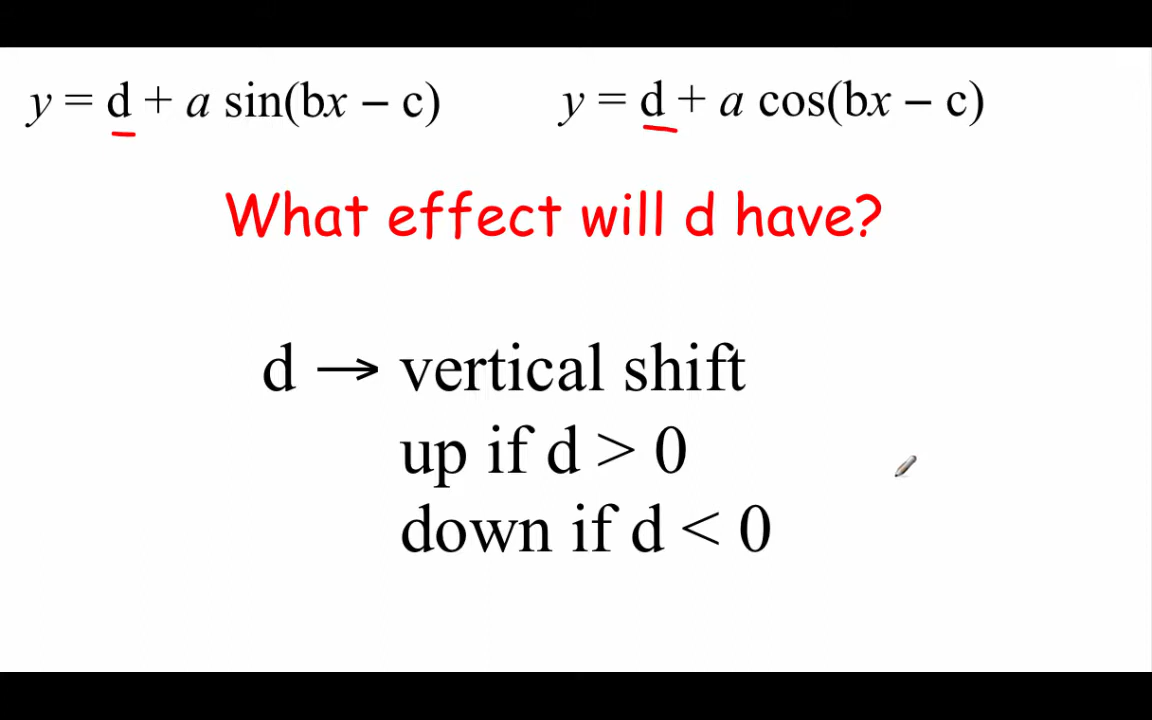 y = d + a sin(bx – c) y = d + a cos(bx – c)
What effect will d have?
d → vertical shift
up if d > 0
down if d < 0